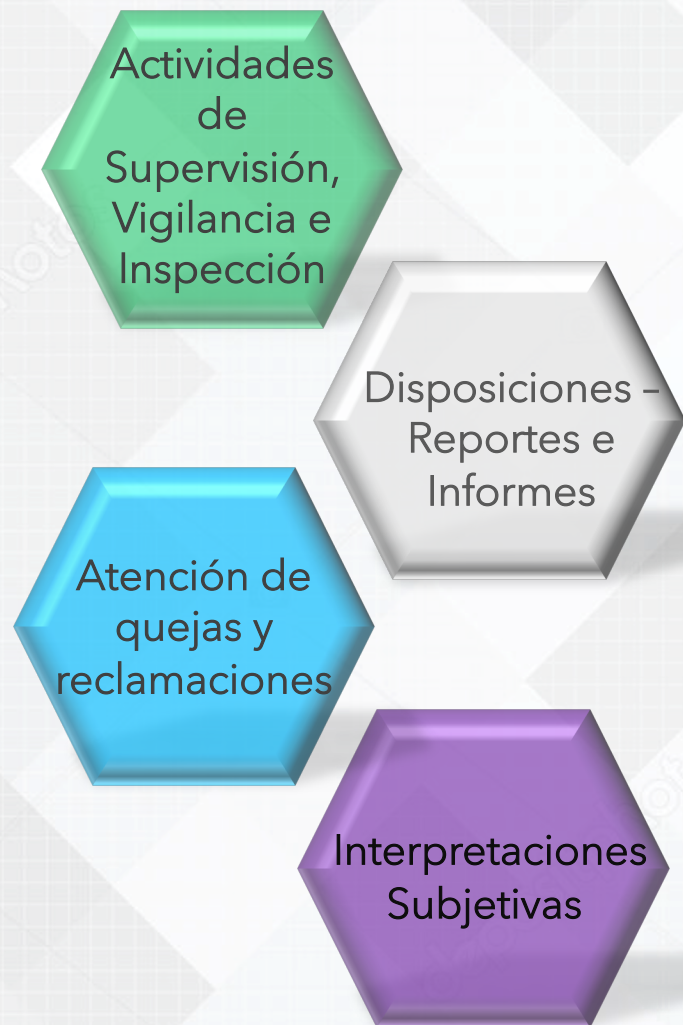 Actividades
de
Supervisión,
Vigilancia e
Inspección
Disposiciones –
Reportes e
Informes
Atención de
quejas y
reclamaciones
Interpretaciones
Subjetivas